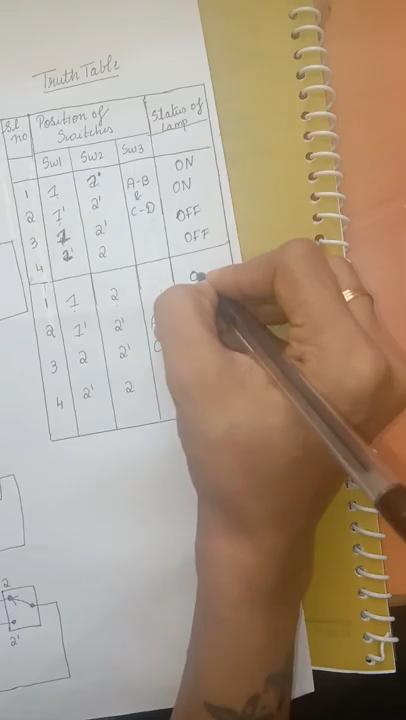 Truth Table
Sl no
Position of Switches
Status of Lamp
SW1 SW2 SW3
1 1 2' A-B ON
2 1' 2' & ON
3 1 2' C-D OFF
4 2' 2 OFF
1 1 2 O
2 1' 2'
3 2 2'
4 2' 2
2
2'